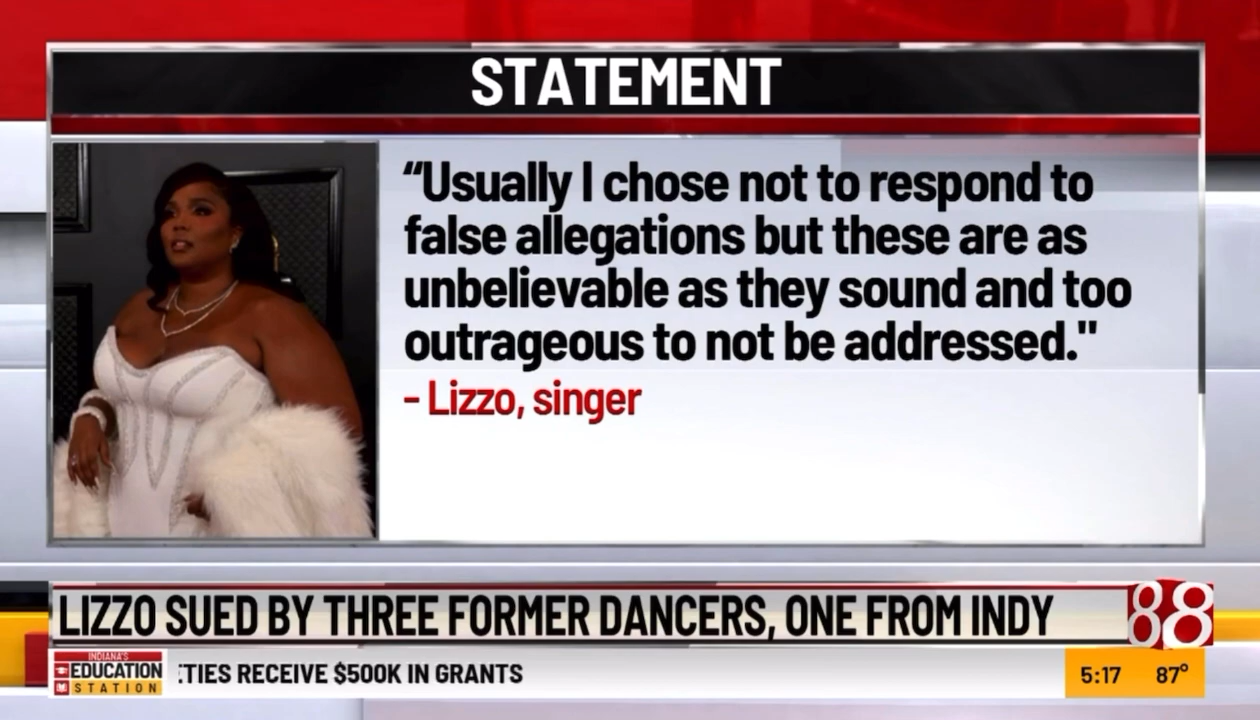 STATEMENT
“Usually I chose not to respond to
false allegations but these are as
unbelievable as they sound and too
outrageous to not be addressed."
- Lizzo, singer
LIZZO SUED BY THREE FORMER DANCERS, ONE FROM INDY
88
INDIANA'S
EDUCATION
STATION
TIES RECEIVE $500K IN GRANTS
5:17 87°